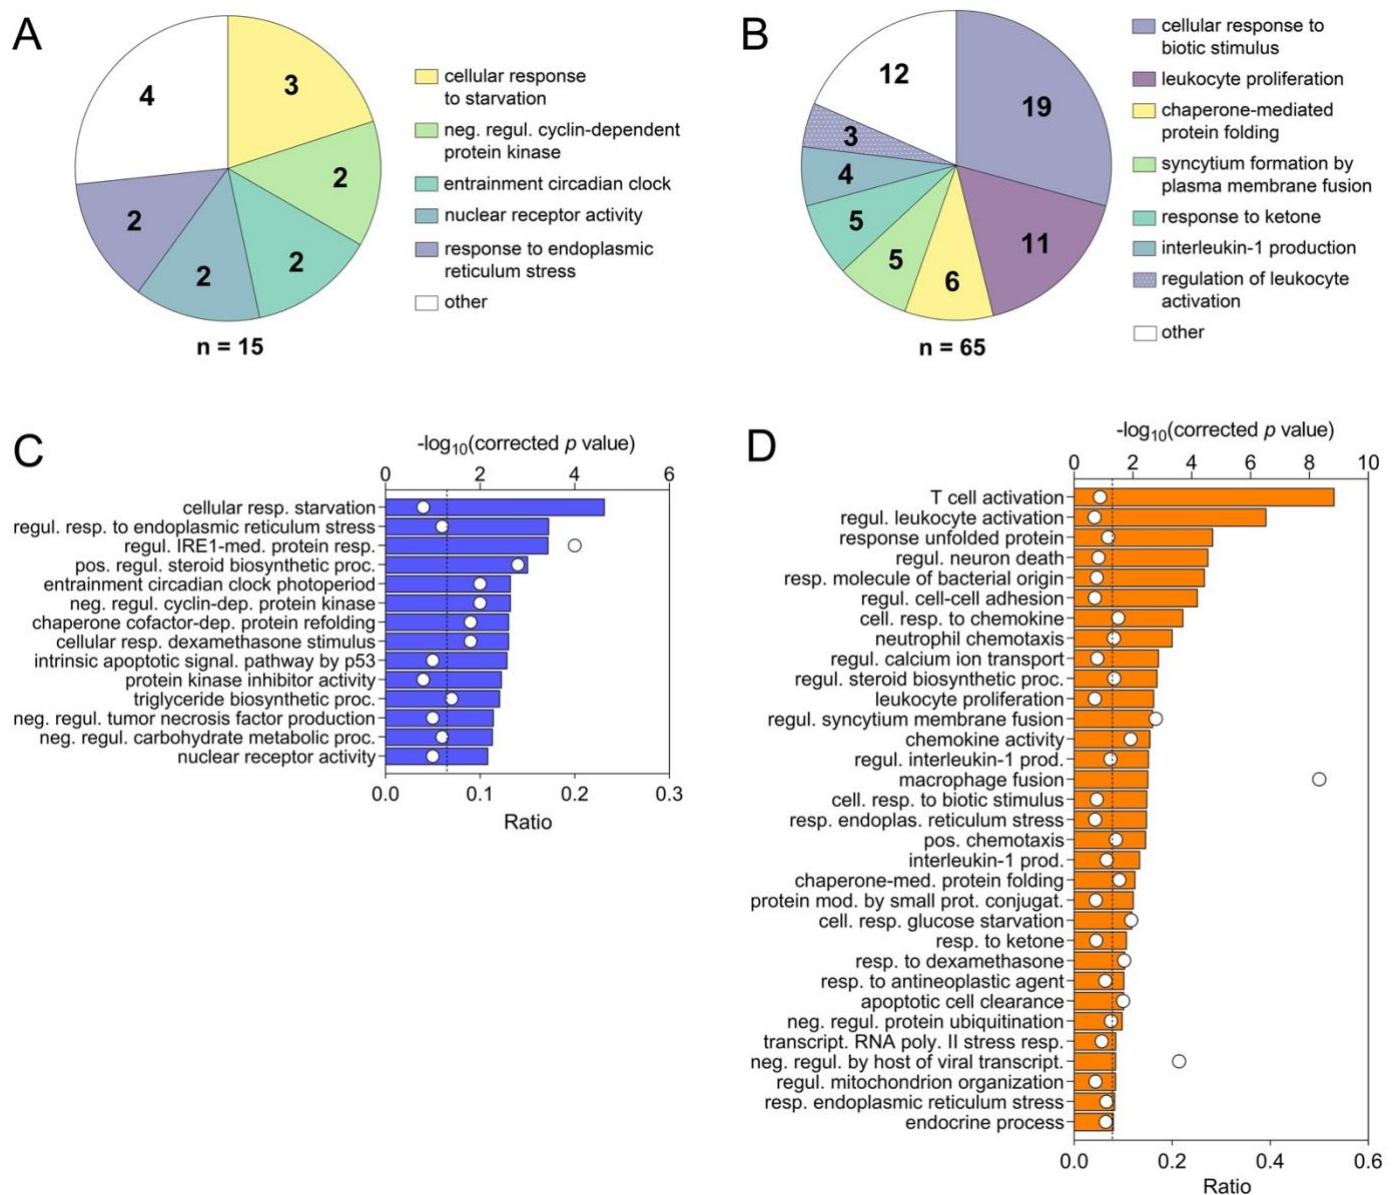 A
3
2
2
2
2
4
n = 15
cellular response
to starvation
neg. regul. cyclin-dependent
protein kinase
entrainment circadian clock
nuclear receptor activity
response to endoplasmic
reticulum stress
other
B
19
11
6
5
5
4
3
12
n = 65
cellular response to
biotic stimulus
leukocyte proliferation
chaperone-mediated
protein folding
syncytium formation by
plasma membrane fusion
response to ketone
interleukin-1 production
regulation of leukocyte
activation
other
C
-log10(corrected p value)
0 2 4 6
cellular resp. starvation
regul. resp. to endoplasmic reticulum stress
regul. IRE1-med. protein resp.
pos. regul. steroid biosynthetic proc.
entrainment circadian clock photoperiod
neg. regul. cyclin-dep. protein kinase
chaperone cofactor-dep. protein refolding
cellular resp. dexamethasone stimulus
intrinsic apoptotic signal. pathway by p53
protein kinase inhibitor activity
triglyceride biosynthetic proc.
neg. regul. tumor necrosis factor production
neg. regul. carbohydrate metabolic proc.
nuclear receptor activity
0.0 0.1 0.2 0.3
Ratio
D
-log10(corrected p value)
0 2 4 6 8 10
T cell activation
regul. leukocyte activation
response unfolded protein
regul. neuron death
resp. molecule of bacterial origin
regul. cell-cell adhesion
cell. resp. to chemokine
neutrophil chemotaxis
regul. calcium ion transport
regul. steroid biosynthetic proc.
leukocyte proliferation
regul. syncytium membrane fusion
chemokine activity
regul. interleukin-1 prod.
macrophage fusion
cell. resp. to biotic stimulus
resp. endoplas. reticulum stress
pos. chemotaxis
interleukin-1 prod.
chaperone-med. protein folding
protein mod. by small prot. conjugat.
cell. resp. glucose starvation
resp. to ketone
resp. to dexamethasone
resp. to antineoplastic agent
apoptotic cell clearance
neg. regul. protein ubiquitination
transcript. RNA poly. II stress resp.
neg. regul. by host of viral transcript.
regul. mitochondrion organization
resp. endoplasmic reticulum stress
endocrine process
0.0 0.2 0.4 0.6
Ratio